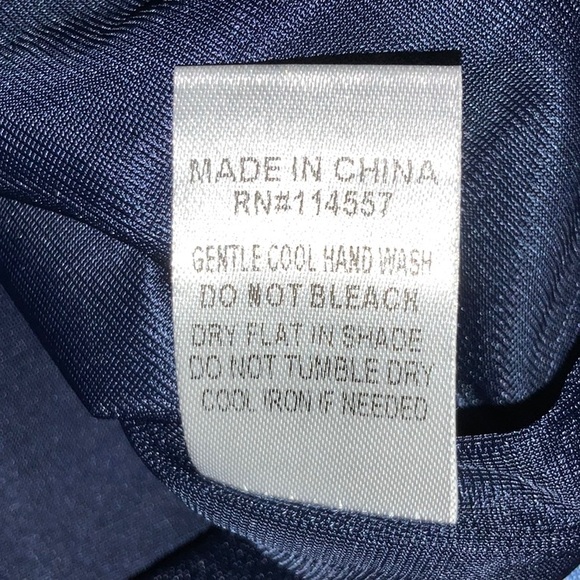 MADE IN CHINA
RN#114557
GENTLE COOL HAND WASH
DO NOT BLEACH
DRY FLAT IN SHADE
DO NOT TUMBLE DRY
COOL IRON IF NEEDED